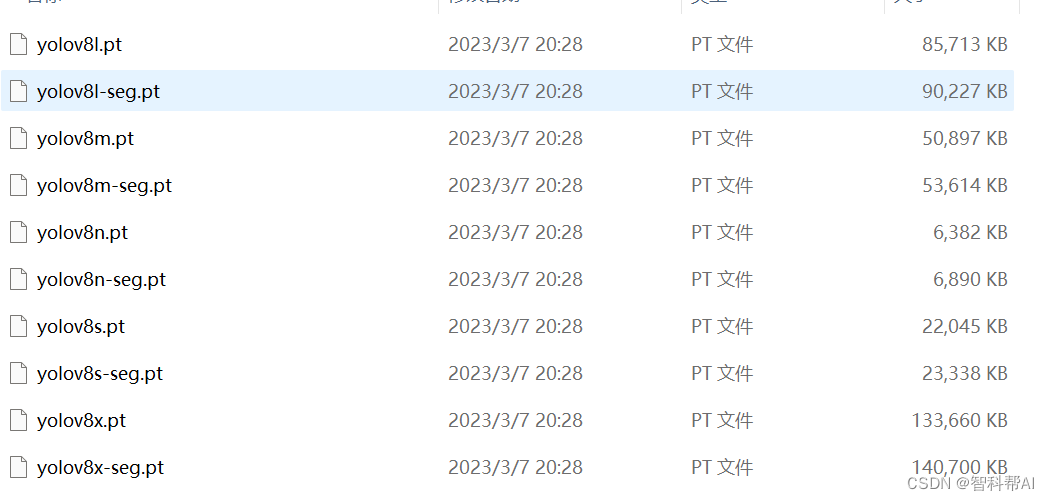 yolov8l.pt 2023/3/7 20:28 PT 文件 85,713 KB
yolov8l-seg.pt 2023/3/7 20:28 PT 文件 90,227 KB
yolov8m.pt 2023/3/7 20:28 PT 文件 50,897 KB
yolov8m-seg.pt 2023/3/7 20:28 PT 文件 53,614 KB
yolov8n.pt 2023/3/7 20:28 PT 文件 6,382 KB
yolov8n-seg.pt 2023/3/7 20:28 PT 文件 6,890 KB
yolov8s.pt 2023/3/7 20:28 PT 文件 22,045 KB
yolov8s-seg.pt 2023/3/7 20:28 PT 文件 23,338 KB
yolov8x.pt 2023/3/7 20:28 PT 文件 133,660 KB
yolov8x-seg.pt 2023/3/7 20:28 PT 文件 140,700 KB
CSDN @智科帮AI